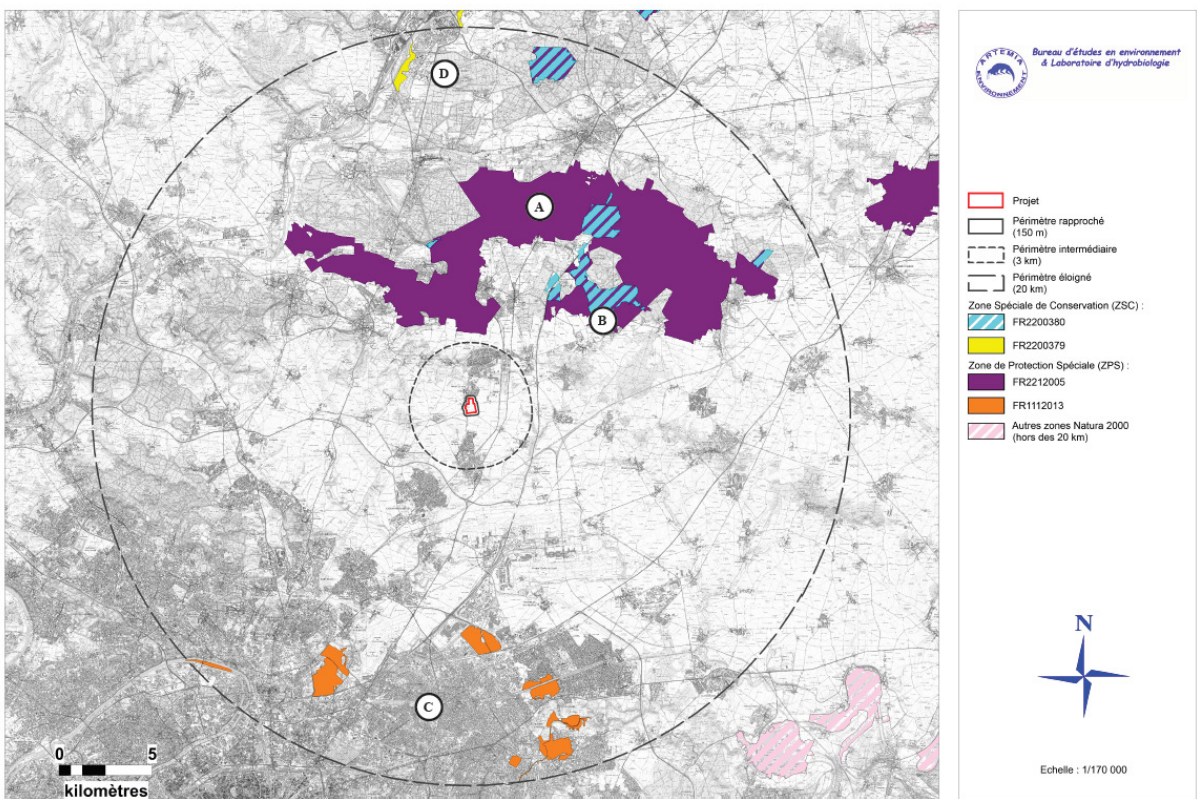 D
A
B
C
0 5
kilomètres
ARTEMIA
ENVIRONNEMENT
Bureau d'études en environnement
& Laboratoire d'hydrobiologie
Projet
Périmètre rapproché
(150 m)
Périmètre intermédiaire
(3 km)
Périmètre éloigné
(20 km)
Zone Spéciale de Conservation (ZSC) :
FR2200380
FR2200379
Zone de Protection Spéciale (ZPS) :
FR2212005
FR1112013
Autres zones Natura 2000
(hors des 20 km)
N
Echelle : 1/170 000